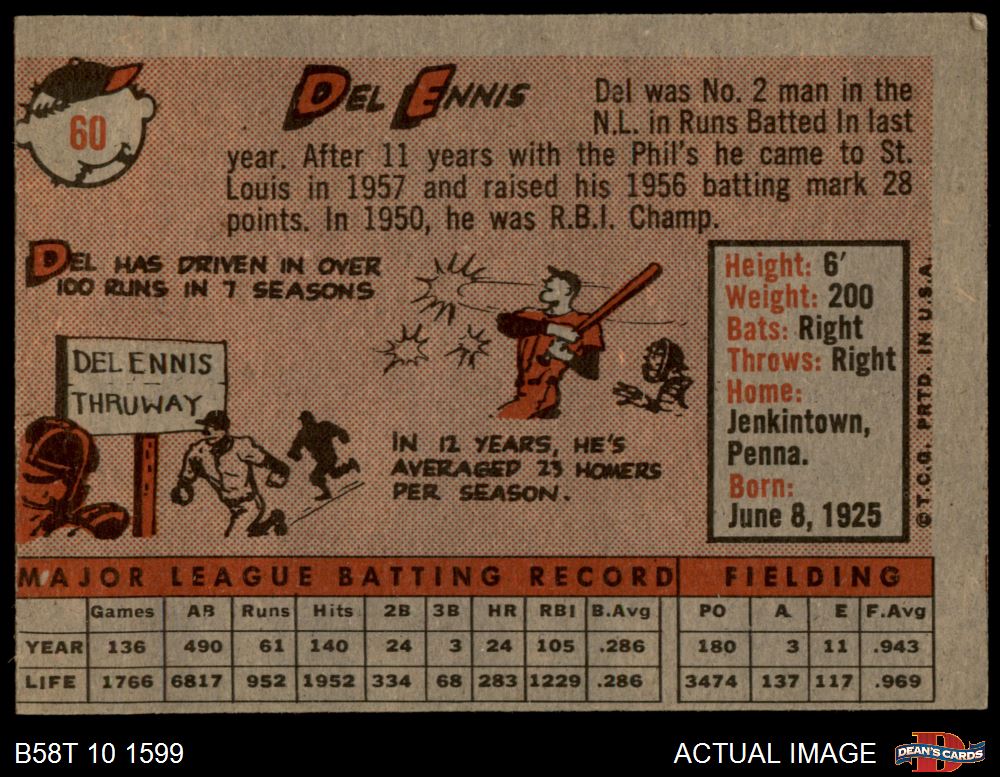 60
DEL ENNIS
Del was No. 2 man in the
N.L. in Runs Batted In last
year. After 11 years with the Phil's he came to St.
Louis in 1957 and raised his 1956 batting mark 28
points. In 1950, he was R.B.I. Champ.
DEL HAS DRIVEN IN OVER
100 RUNS IN 7 SEASONS
DEL ENNIS
THRUWAY
IN 12 YEARS, HE'S
AVERAGED 23 HOMERS
PER SEASON.
Height: 6'
Weight: 200
Bats: Right
Throws: Right
Home:
Jenkintown,
Penna.
Born:
June 8, 1925
© T.C.G. PRTD. IN U.S.A.
MAJOR LEAGUE BATTING RECORD FIELDING
Games AB Runs Hits 2B 3B HR RBI B.Avg PO A E F.Avg
YEAR 136 490 61 140 24 3 24 105 .286 180 3 11 .943
LIFE 1766 6817 952 1952 334 68 283 1229 .286 3474 137 117 .969
B58T 10 1599
ACTUAL IMAGE
D
DEAN'S CARDS